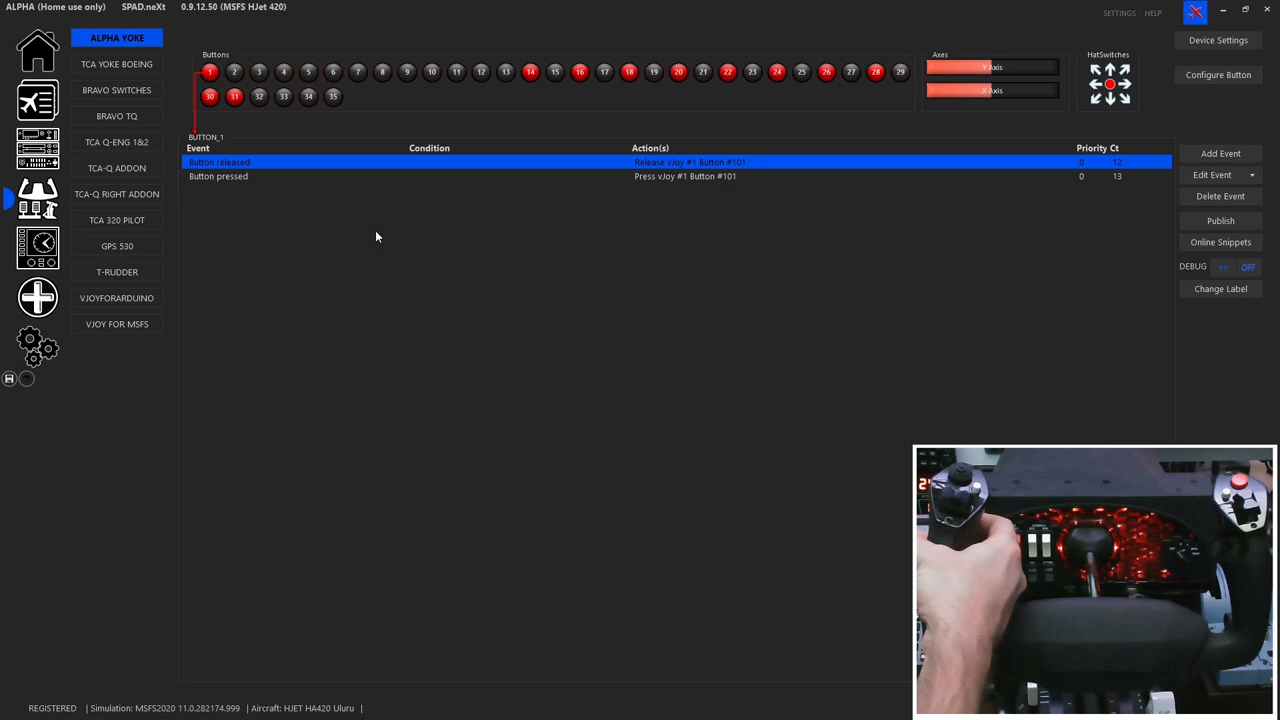 ALPHA (Home use only) SPAD.neXt 0.9.12.50 (MSFS HJet 420)
SETTINGS | HELP
ALPHA YOKE
TCA YOKE BOEING
BRAVO SWITCHES
BRAVO TQ
TCA Q-ENG 1&2
TCA-Q ADDON
TCA-Q RIGHT ADDON
TCA 320 PILOT
GPS 530
T-RUDDER
VJOYFORARDUINO
VJOY FOR MSFS
Buttons
1 2 3 4 5 6 7 8 9 10 11 12 13 14 15 16 17 18 19 20 21 22 23 24 25 26 27 28 29
30 31 32 33 34 35
Axes
Y Axis
X Axis
HatSwitches
Device Settings
Configure Button
BUTTON_1
Event Condition Action(s) Priority Ct
Button released Release vJoy #1 Button #101 0 12
Button pressed Press vJoy #1 Button #101 0 13
Add Event
Edit Event
Delete Event
Publish
Online Snippets
DEBUG ++ OFF
Change Label
REGISTERED | Simulation: MSFS2020 11.0.282174.999 | Aircraft: HJET HA420 Uluru |